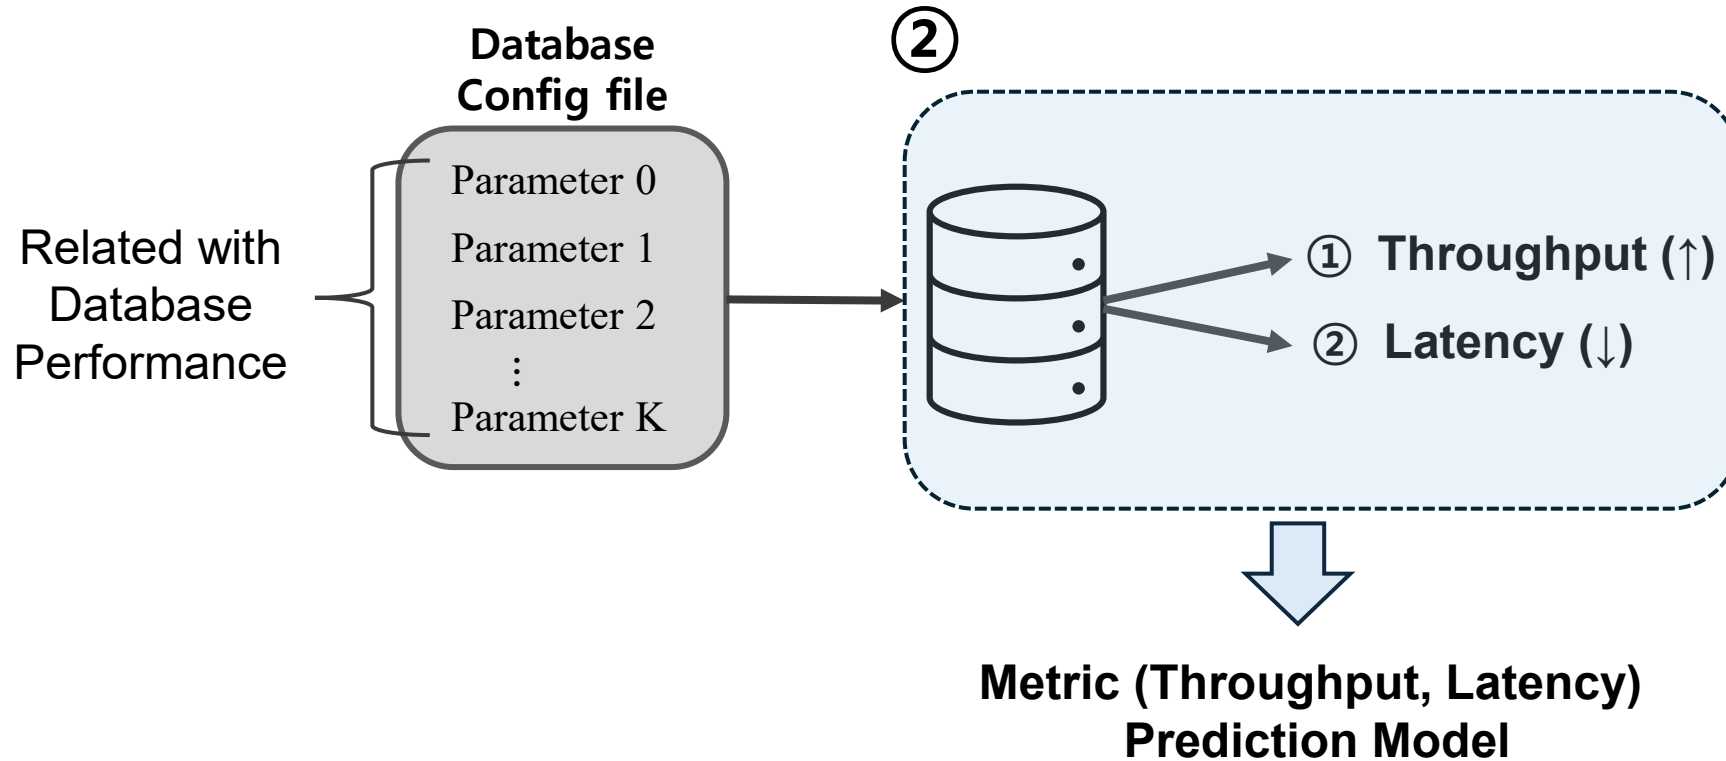 Database
Config file
②
Related with
Database
Performance
Parameter 0
Parameter 1
Parameter 2
⋮
Parameter K
① Throughput (↑)
② Latency (↓)
Metric (Throughput, Latency)
Prediction Model